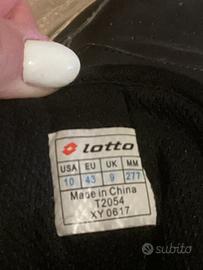 lotto
USA EU UK MM
10 43 9 277
Made in China
T2054
XY 0617
subito